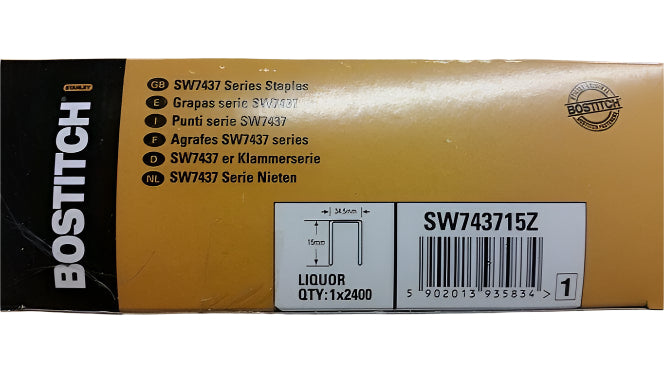 BOSTITCH
STANLEY
GB SW7437 Series Staples
E Grapas serie SW7437
I Punti serie SW7437
F Agrafes SW7437 series
D SW7437 er Klammerserie
NL SW7437 Serie Nieten
BOSTITCH
34.5mm
15mm
LIQUOR
QTY:1x2400
SW743715Z
5 902013 935834 >
1